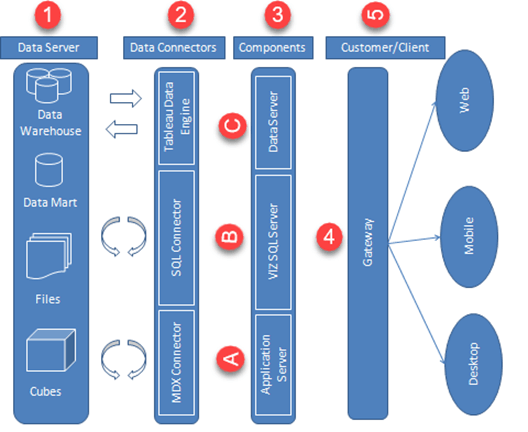 1
2
3
5
Data Server
Data Connectors
Components
Customer/Client
Data
Warehouse
Data Mart
Files
Cubes
Tableau Data
Engine
SQL Connector
MDX Connector
C
B
A
Data Server
VIZ SQL Server
Application
Server
4
Gateway
Web
Mobile
Desktop